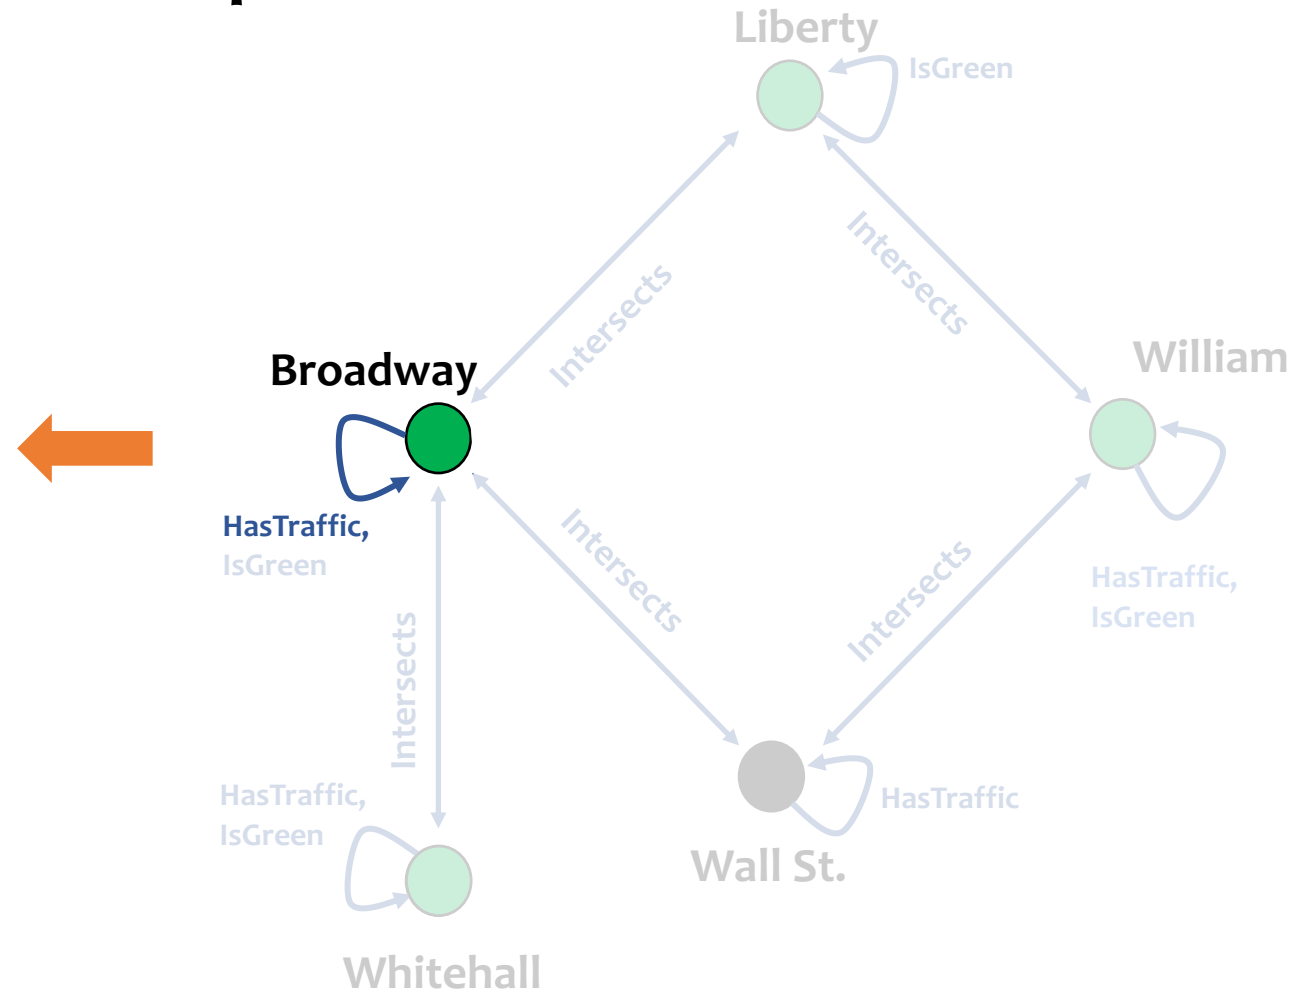 Liberty
IsGreen
Intersects
Intersects
Broadway
William
HasTraffic,
IsGreen
Intersects
Intersects
HasTraffic,
IsGreen
Intersects
HasTraffic,
IsGreen
HasTraffic
Wall St.
Whitehall